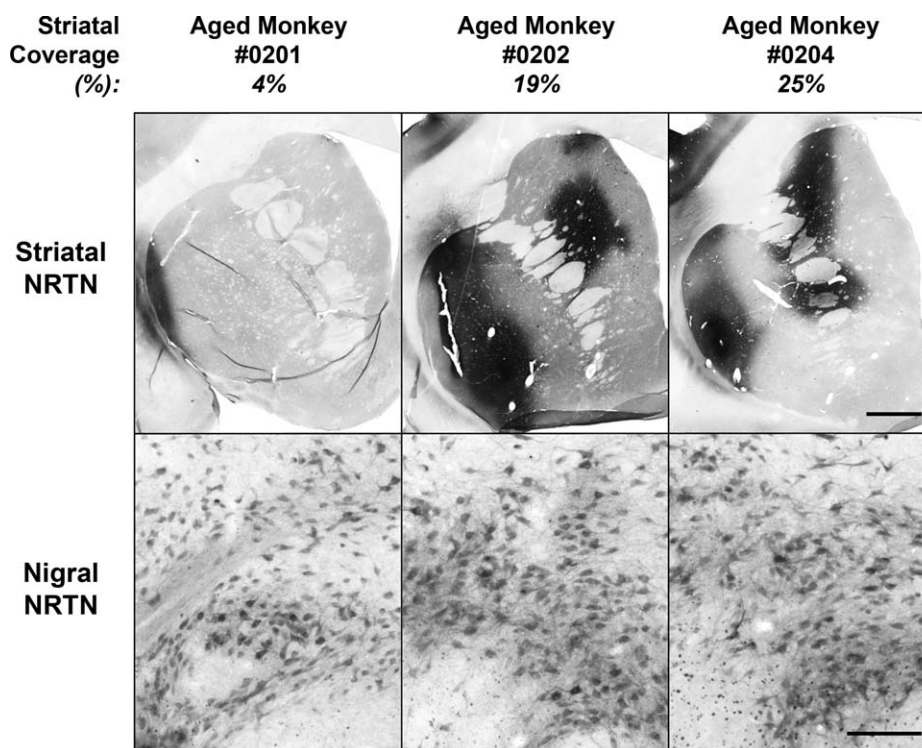 Striatal
Coverage
(%):
Aged Monkey
#0201
4%
Aged Monkey
#0202
19%
Aged Monkey
#0204
25%
Striatal
NRTN
Nigral
NRTN